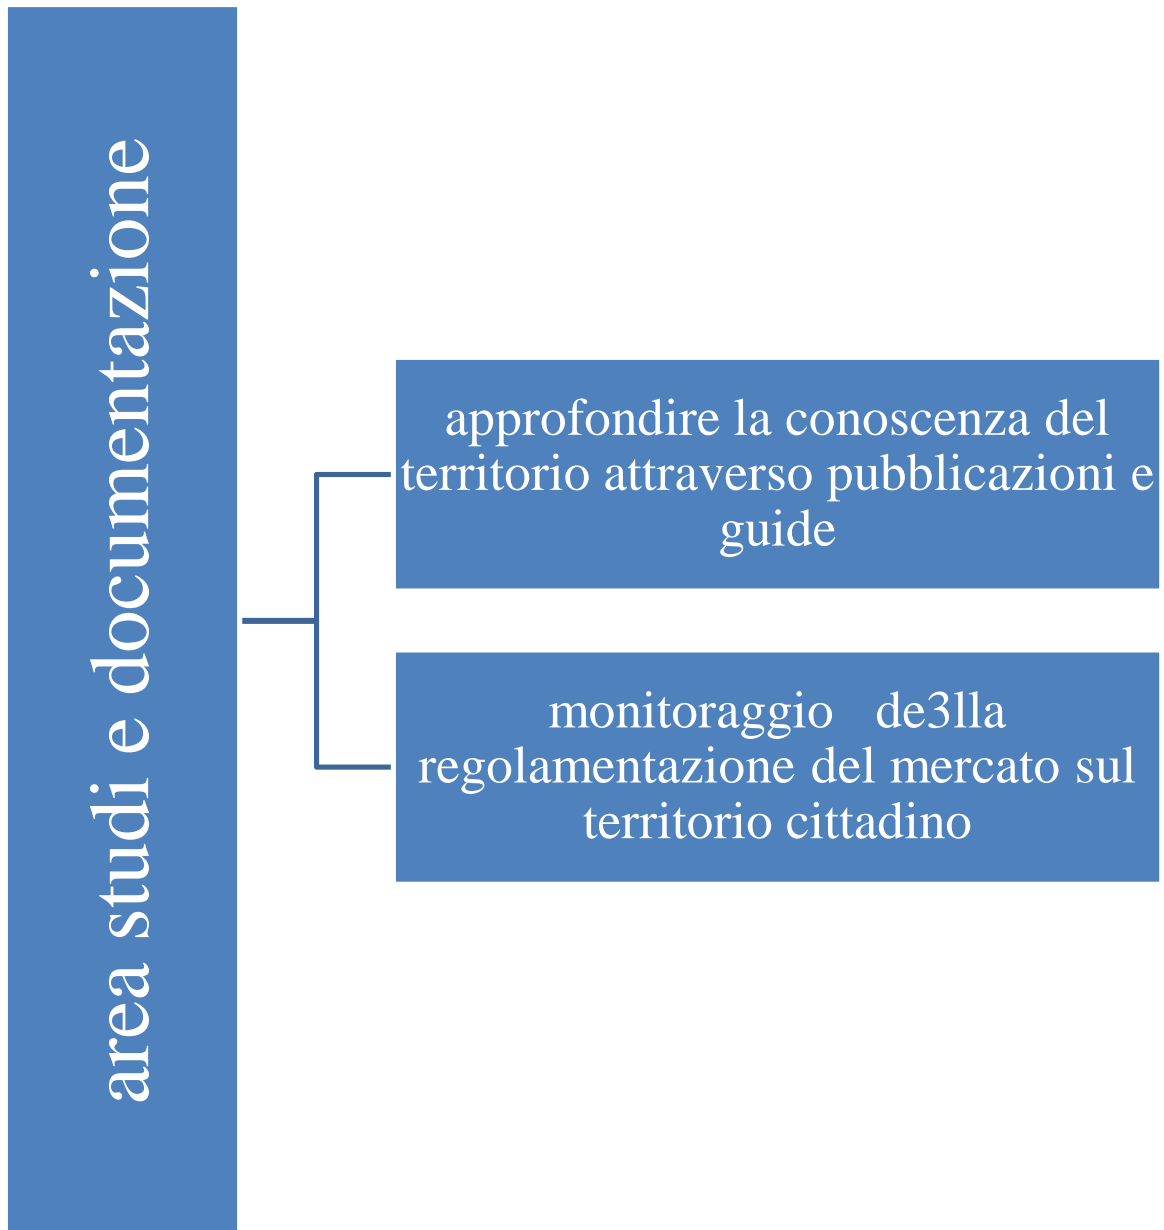 area studi e documentazione
approfondire la conoscenza del
territorio attraverso pubblicazioni e
guide
monitoraggio de3lla
regolamentazione del mercato sul
territorio cittadino